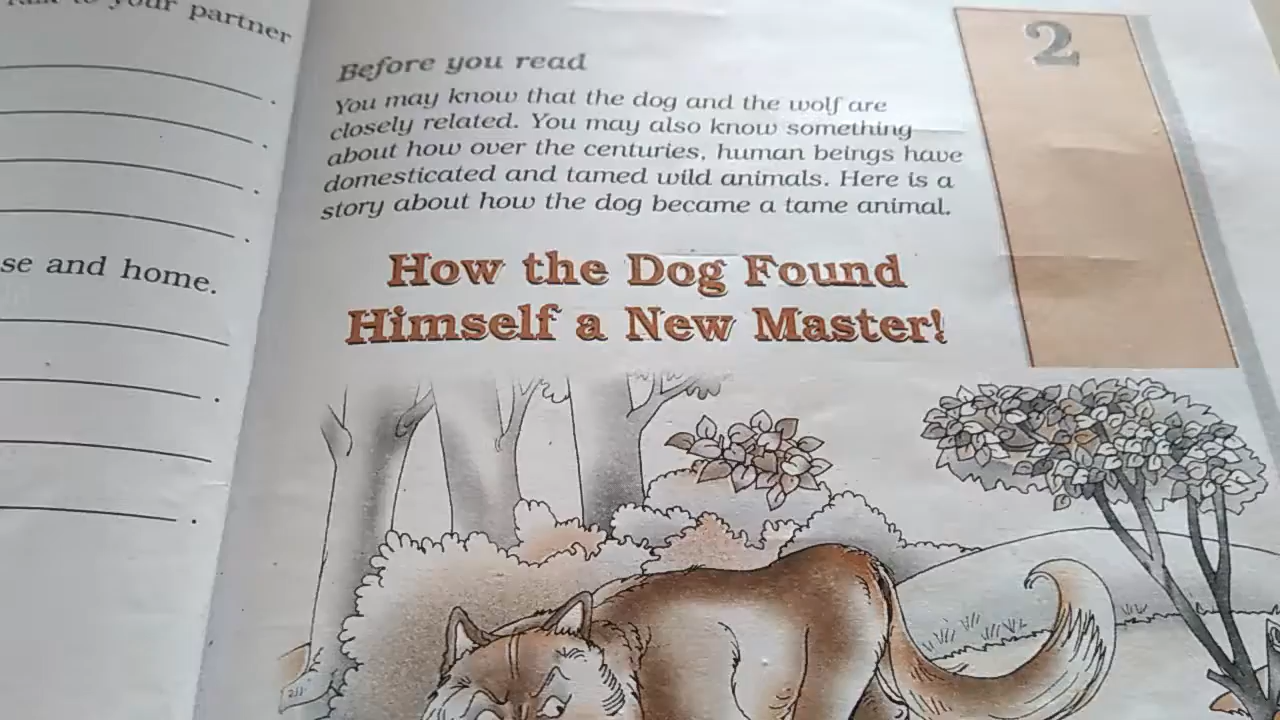 to your partner
se and home.
2
Before you read
You may know that the dog and the wolf are
closely related. You may also know something
about how over the centuries, human beings have
domesticated and tamed wild animals. Here is a
story about how the dog became a tame animal.
How the Dog Found
Himself a New Master!